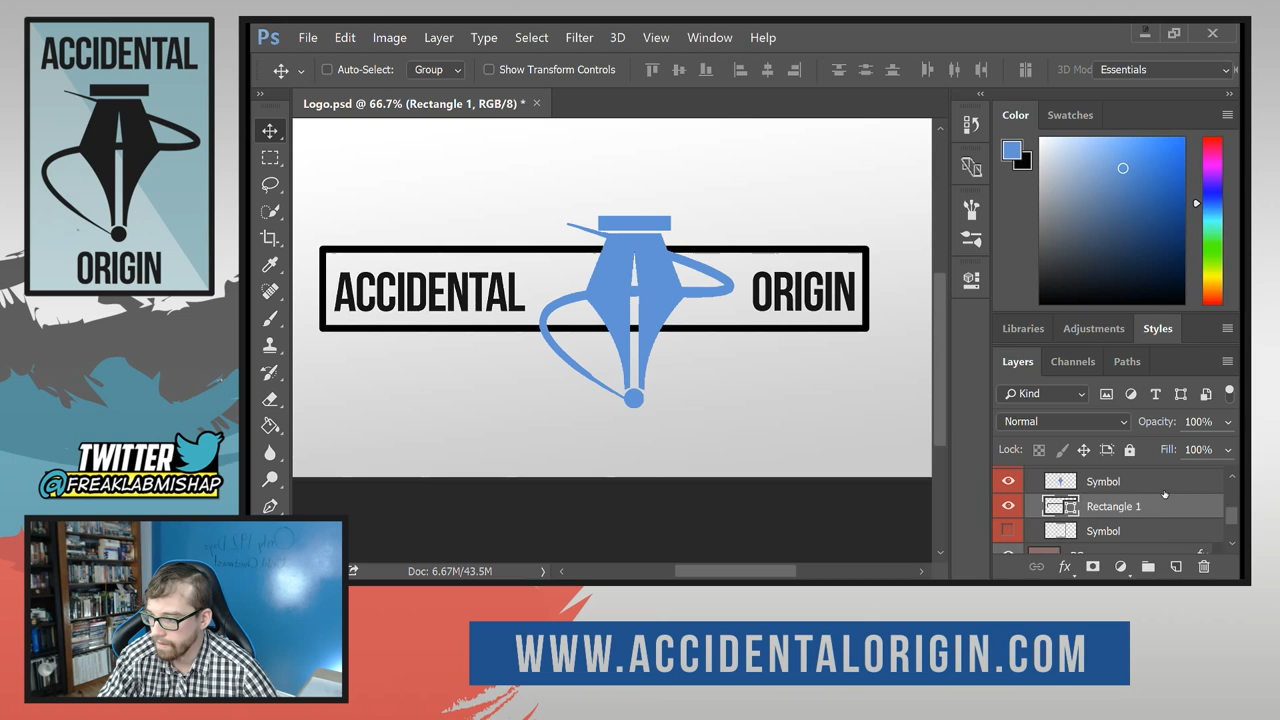 ACCIDENTAL
ORIGIN
TWITTER
@FREAKLABMISHAP
Ps File Edit Image Layer Type Select Filter 3D View Window Help
Auto-Select: Group Show Transform Controls 3D Mod Essentials
Logo.psd @ 66.7% (Rectangle 1, RGB/8) *
ACCIDENTAL ORIGIN
Doc: 6.67M/43.5M
Color Swatches
Libraries Adjustments Styles
Layers Channels Paths
Kind
Normal Opacity: 100%
Lock: Fill: 100%
Symbol
Rectangle 1
Symbol
fx
WWW.ACCIDENTALORIGIN.COM